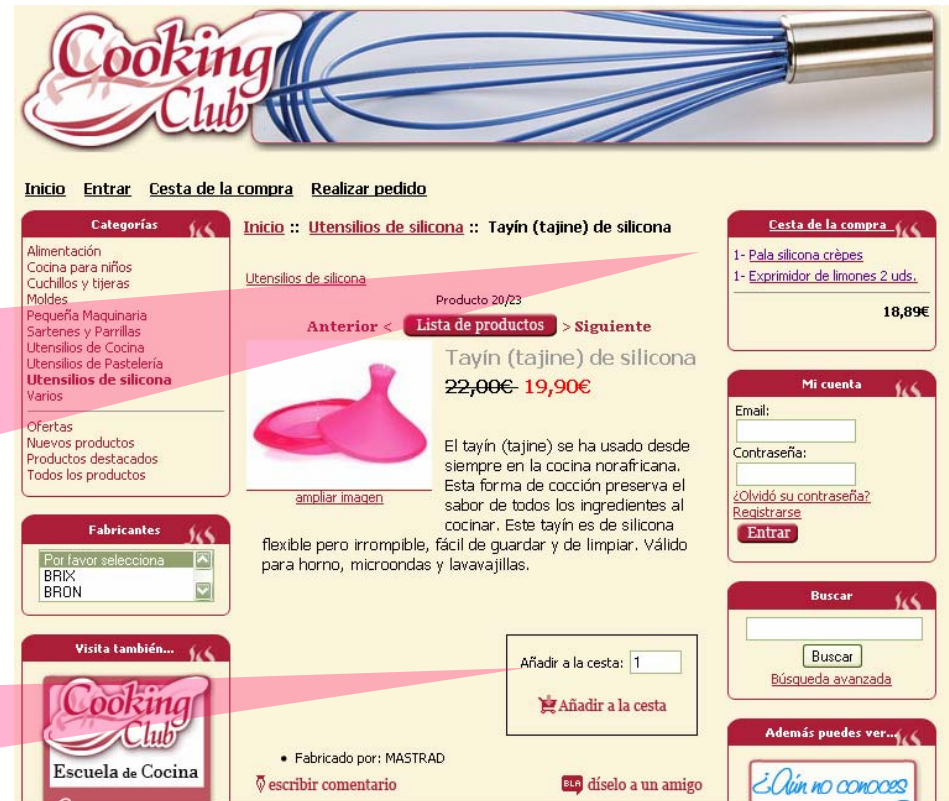 Cooking
Club
Inicio Entrar Cesta de la compra Realizar pedido
Categorías
Alimentación
Cocina para niños
Cuchillos y tijeras
Moldes
Pequeña Maquinaria
Sartenes y Parrillas
Utensilios de Cocina
Utensilios de Pastelería
Utensilios de silicona
Varios
Ofertas
Nuevos productos
Productos destacados
Todos los productos
Fabricantes
Por favor selecciona
BRIX
BRON
Visita también...
Cooking
Club
Escuela de Cocina
Inicio :: Utensilios de silicona :: Tayín (tajine) de silicona
Utensilios de silicona
Producto 20/23
Anterior < Lista de productos > Siguiente
Tayín (tajine) de silicona
22,00€ 19,90€
ampliar imagen
El tayín (tajine) se ha usado desde
siempre en la cocina norafricana.
Esta forma de cocción preserva el
sabor de todos los ingredientes al
cocinar. Este tayín es de silicona
flexible pero irrompible, fácil de guardar y de limpiar. Válido
para horno, microondas y lavavajillas.
Añadir a la cesta: 1
Añadir a la cesta
• Fabricado por: MASTRAD
escribir comentario
BLA díselo a un amigo
Cesta de la compra
1- Pala silicona crèpes
1- Exprimidor de limones 2 uds.
18,89€
Mi cuenta
Email:
Contraseña:
¿Olvidó su contraseña?
Registrarse
Entrar
Buscar
Buscar
Búsqueda avanzada
Además puedes ver...
¿Aún no conoces